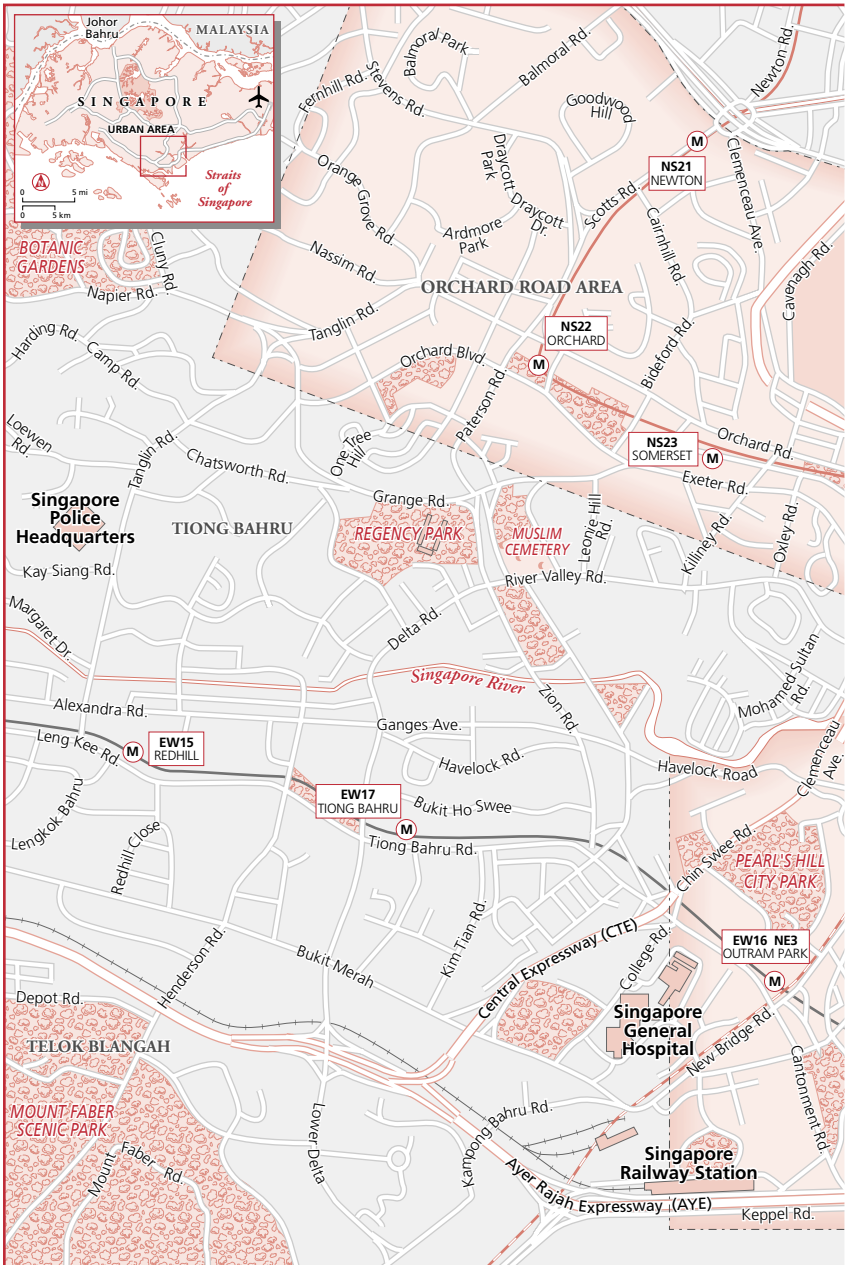 Johor
Bahru
MALAYSIA
SINGAPORE
URBAN AREA
Straits
of
Singapore
0
5 mi
0
5 km
Balmoral Park
Balmoral Rd.
Newton Rd.
Fernhill Rd.
Stevens Rd.
Goodwood
Hill
M
NS21
NEWTON
Draycott
Park
Draycott
Dr.
Clemenceau Ave.
Orange Grove Rd.
Scotts Rd.
Ardmore
Park
Cairnhill Rd.
BOTANIC
GARDENS
Cluny Rd.
Nassim Rd.
Cavenagh Rd.
Napier Rd.
ORCHARD ROAD AREA
Tanglin Rd.
NS22
ORCHARD
M
Harding Rd.
Camp Rd.
Orchard Blvd.
Bideford Rd.
Paterson Rd.
Loewen
Rd.
Tanglin Rd.
One Tree
Hill
Chatsworth Rd.
NS23
SOMERSET
M
Orchard Rd.
Exeter Rd.
Grange Rd.
Singapore
Police
Headquarters
TIONG BAHRU
REGENCY PARK
MUSLIM
CEMETERY
Leonie Hill
Rd.
Killiney Rd.
Oxley Rd.
Kay Siang Rd.
River Valley Rd.
Margaret Dr.
Delta Rd.
Singapore River
Mohamed Sultan
Rd.
Zion Rd.
Alexandra Rd.
Ganges Ave.
Leng Kee Rd.
M
EW15
REDHILL
Havelock Rd.
Havelock Road
Clemenceau
Ave.
EW17
TIONG BAHRU
Bukit Ho Swee
M
Lengkok Bahru
Redhill Close
Tiong Bahru Rd.
Chin Swee Rd.
PEARL'S HILL
CITY PARK
Kim Tian Rd.
Henderson Rd.
Bukit Merah
Central Expressway (CTE)
College Rd.
EW16 NE3
OUTRAM PARK
M
Depot Rd.
Singapore
General
Hospital
TELOK BLANGAH
New Bridge Rd.
Cantonment Rd.
MOUNT FABER
SCENIC PARK
Lower Delta
Kampong Bahru Rd.
Mount Faber Rd.
Singapore
Railway Station
Ayer Rajah Expressway (AYE)
Keppel Rd.